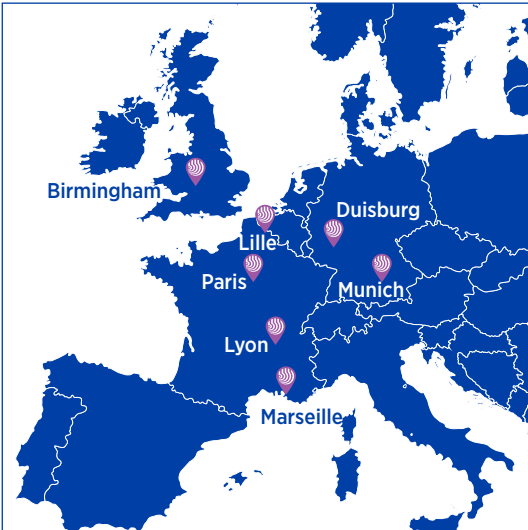 Birmingham
Duisburg
Lille
Paris
Munich
Lyon
Marseille